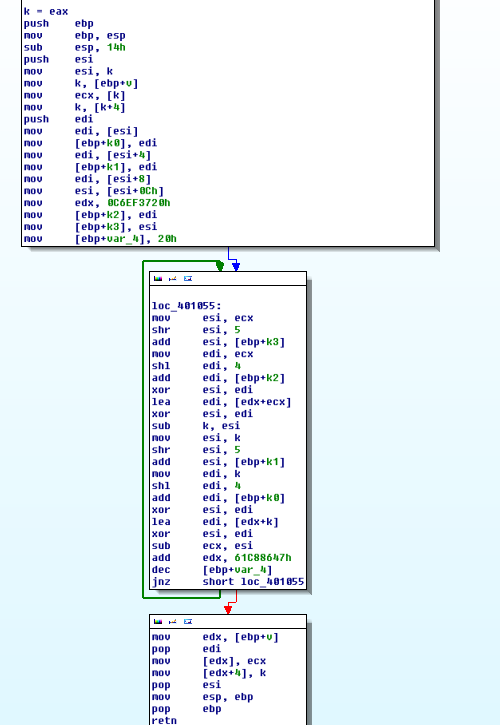 k = eax
push ebp
mov ebp, esp
sub esp, 14h
push esi
mov esi, k
mov k, [ebp+v]
mov ecx, [k]
mov k, [k+4]
push edi
mov edi, [esi]
mov [ebp+k0], edi
mov edi, [esi+4]
mov [ebp+k1], edi
mov edi, [esi+8]
mov esi, [esi+0Ch]
mov edx, 0C6EF3720h
mov [ebp+k2], edi
mov [ebp+k3], esi
mov [ebp+var_4], 20h
loc_401055:
mov esi, ecx
shr esi, 5
add esi, [ebp+k3]
mov edi, ecx
shl edi, 4
add edi, [ebp+k2]
xor esi, edi
lea edi, [edx+ecx]
xor esi, edi
sub k, esi
mov esi, k
shr esi, 5
add esi, [ebp+k1]
mov edi, k
shl edi, 4
add edi, [ebp+k0]
xor esi, edi
lea edi, [edx+k]
xor esi, edi
sub ecx, esi
add edx, 61C88647h
dec [ebp+var_4]
jnz short loc_401055
mov edx, [ebp+v]
pop edi
mov [edx], ecx
mov [edx+4], k
pop esi
mov esp, ebp
pop ebp
retn